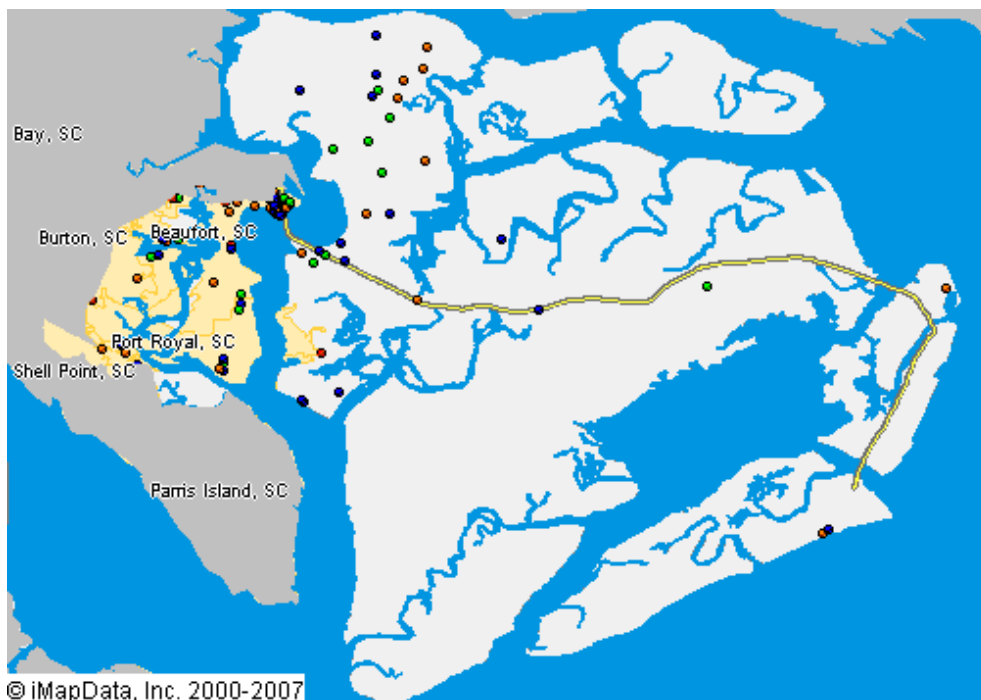 Bay, SC
Burton, SC
Beaufort, SC
Port Royal, SC
Shell Point, SC
Parris Island, SC
© iMapData, Inc. 2000-2007